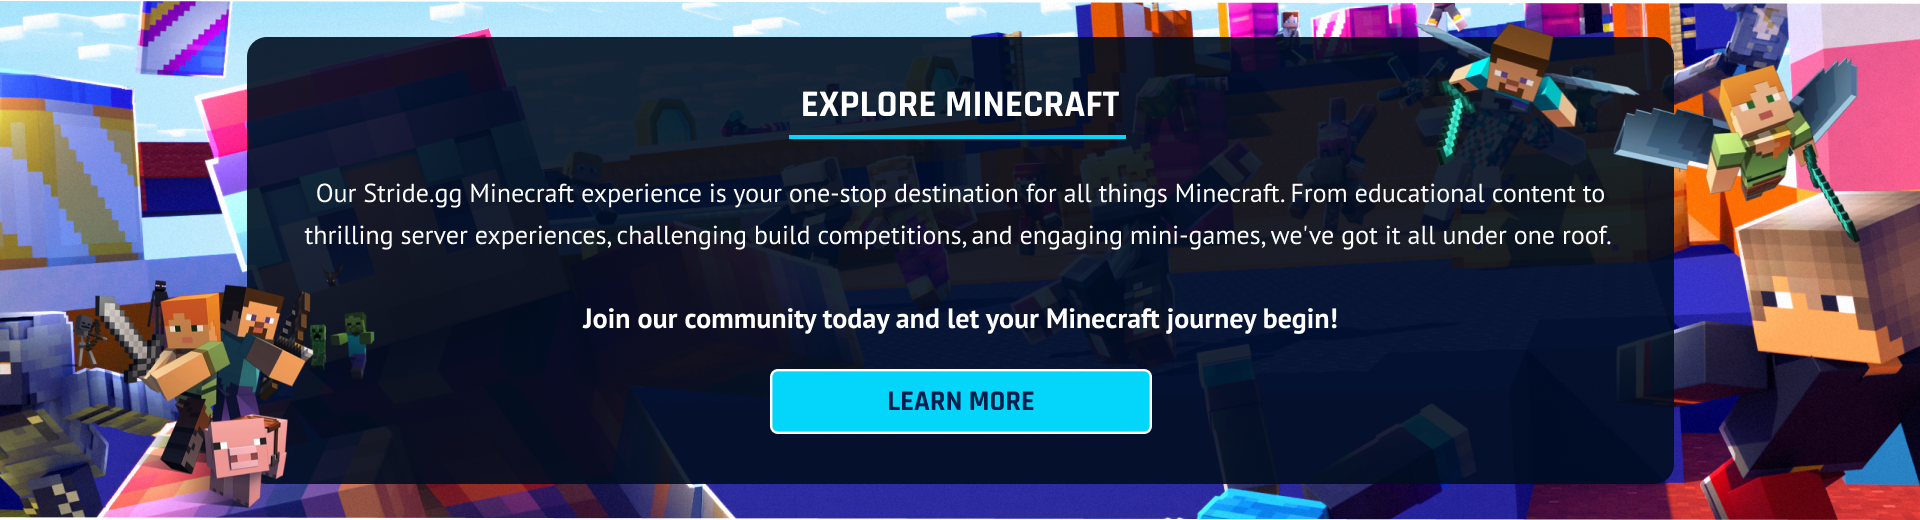 EXPLORE MINECRAFT
Our Stride.gg Minecraft experience is your one-stop destination for all things Minecraft. From educational content to
thrilling server experiences, challenging build competitions, and engaging mini-games, we've got it all under one roof.
Join our community today and let your Minecraft journey begin!
LEARN MORE